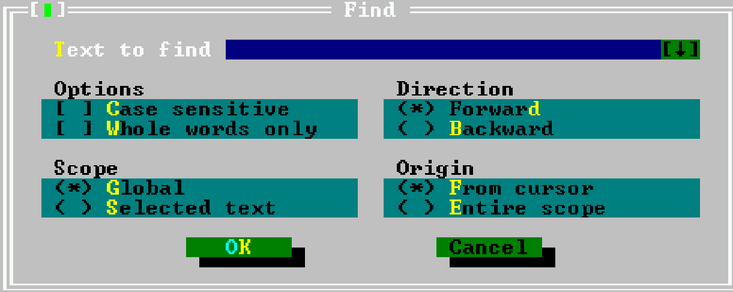 [▮] Find
Text to find [↓]
Options
[ ] Case sensitive
[ ] Whole words only
Direction
(*) Forward
( ) Backward
Scope
(*) Global
( ) Selected text
Origin
(*) From cursor
( ) Entire scope
OK Cancel